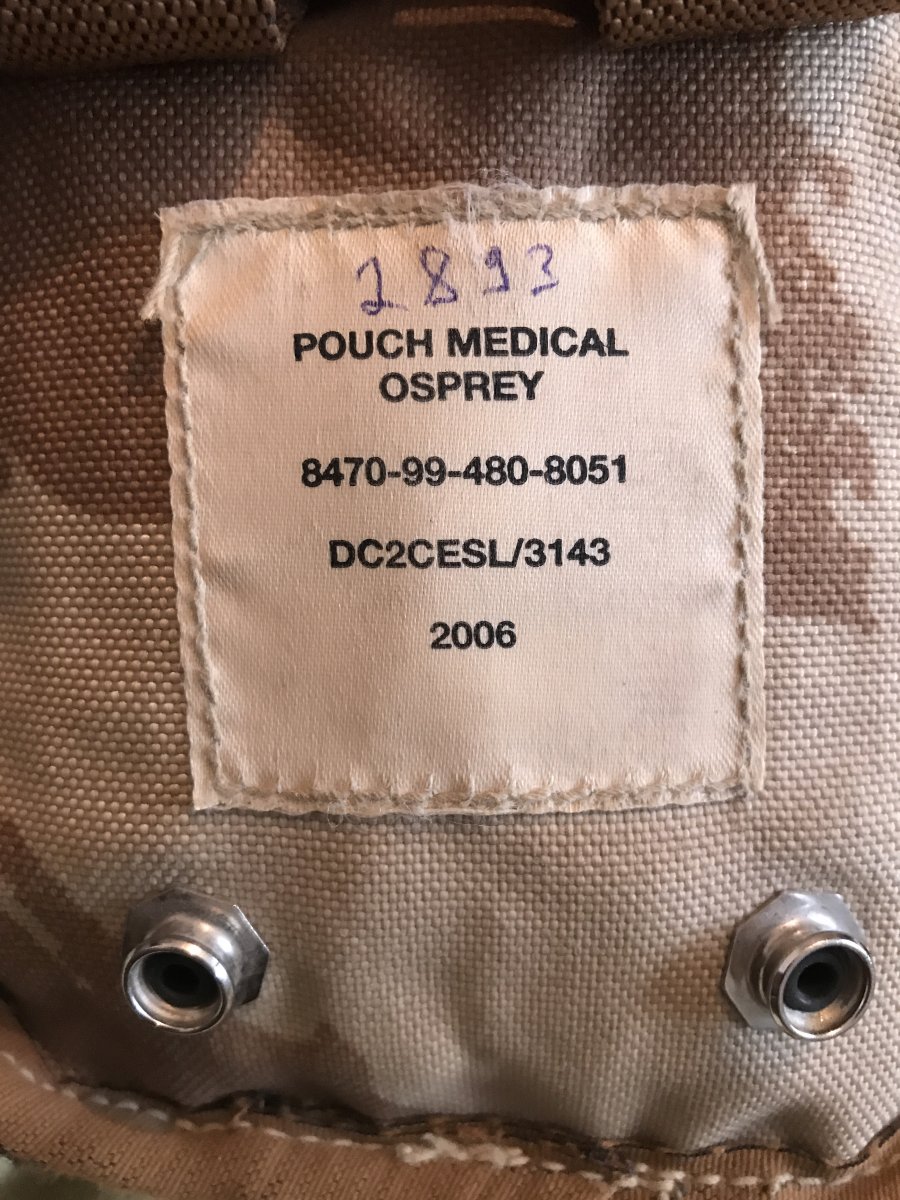 2893
POUCH MEDICAL
OSPREY
8470-99-480-8051
DC2CESL/3143
2006